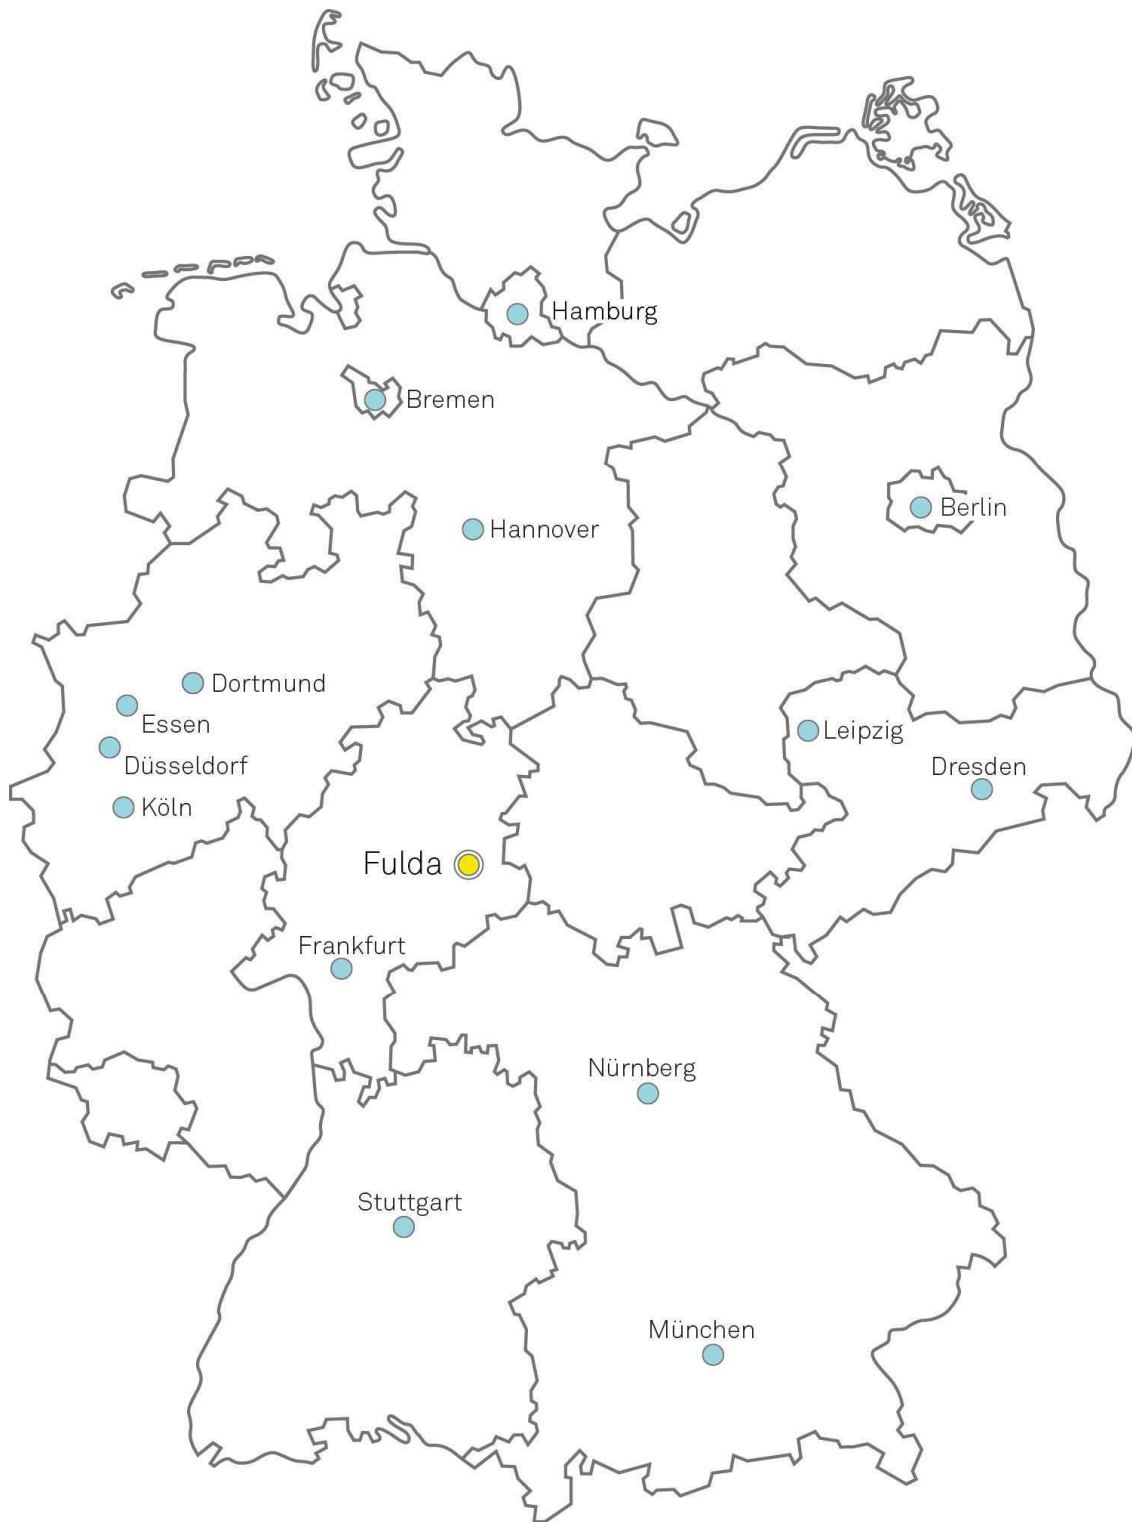 Hamburg
Bremen
Berlin
Hannover
Dortmund
Essen
Leipzig
Düsseldorf
Dresden
Köln
Fulda
Frankfurt
Nürnberg
Stuttgart
München